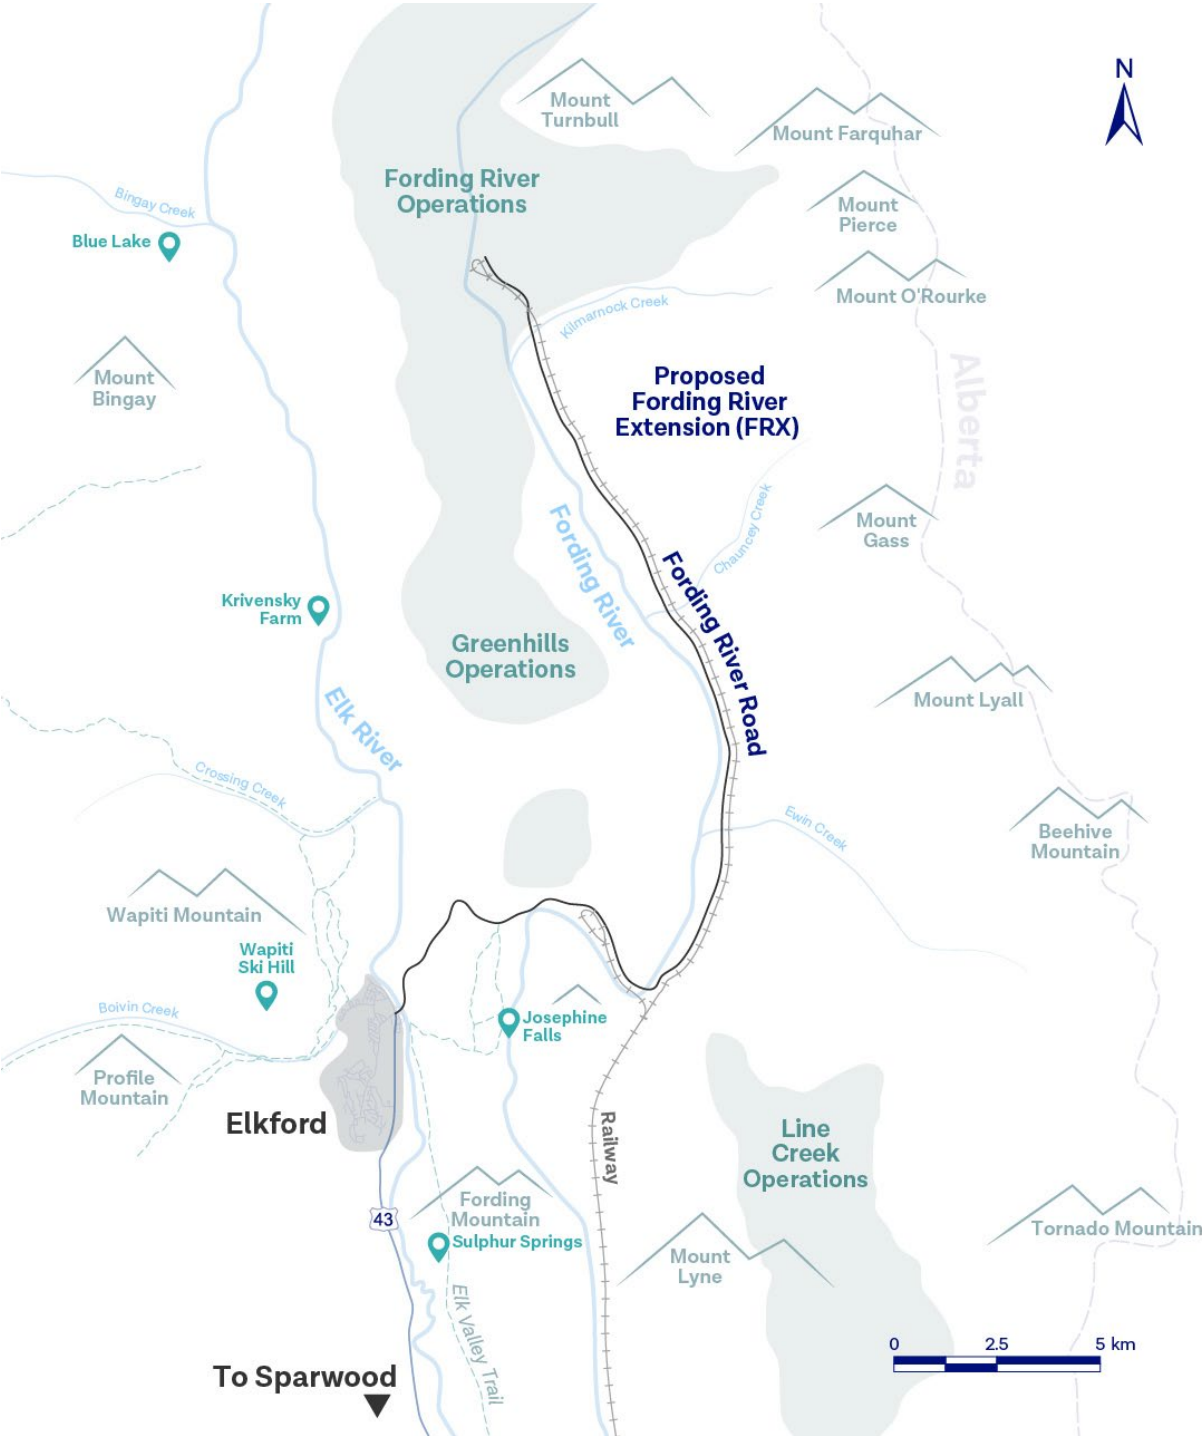 N
Mount
Turnbull
Mount Farquhar
Fording River
Operations
Mount
Pierce
Bingay Creek
Blue Lake
Mount O'Rourke
Kilmarnock Creek
Mount
Bingay
Proposed
Fording River
Extension (FRX)
Alberta
Chauncey Creek
Mount
Gass
Fording River
Fording River Road
Krivensky
Farm
Greenhills
Operations
Elk River
Mount Lyall
Crossing Creek
Ewin Creek
Beehive
Mountain
Wapiti Mountain
Wapiti
Ski Hill
Boivin Creek
Josephine
Falls
Profile
Mountain
Elkford
Railway
Line
Creek
Operations
43
Fording
Mountain
Sulphur Springs
Mount
Lyne
Tornado Mountain
Elk Valley Trail
0 2.5 5 km
To Sparwood